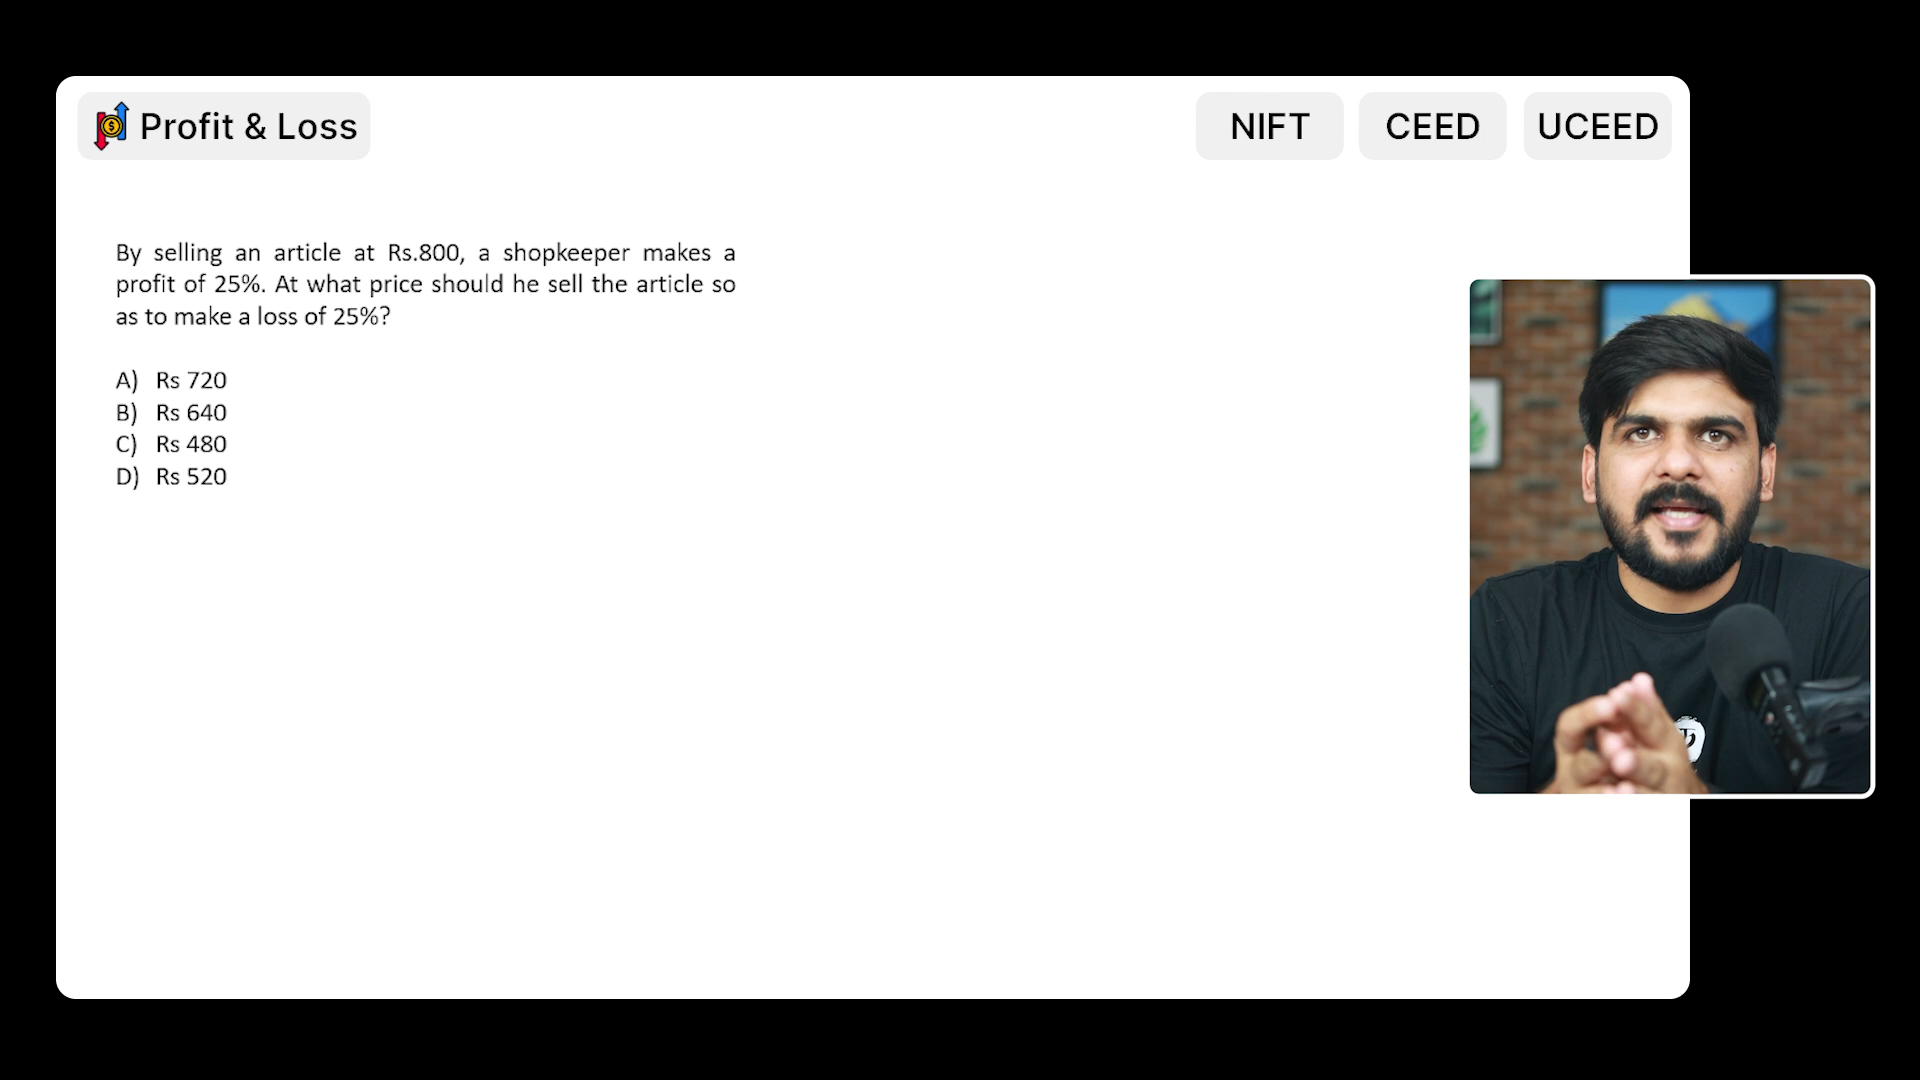 Profit & Loss
NIFT
CEED
UCEED
By selling an article at Rs.800, a shopkeeper makes a
profit of 25%. At what price should he sell the article so
as to make a loss of 25%?
A) Rs 720
B) Rs 640
C) Rs 480
D) Rs 520